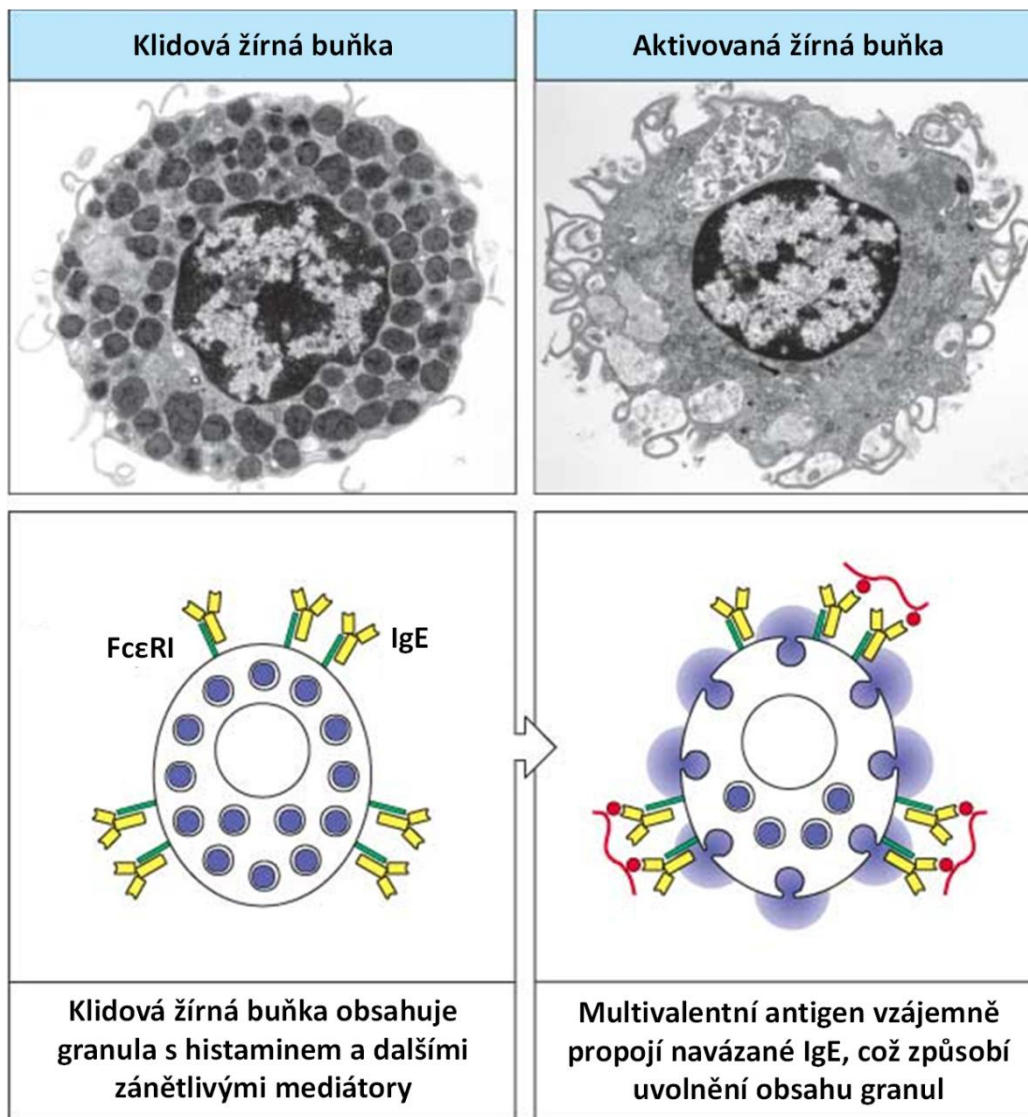 Klidová žírná buňka
Aktivovaná žírná buňka
FcεRI
IgE
Klidová žírná buňka obsahuje
granula s histaminem a dalšími
zánětlivými mediátory
Multivalentní antigen vzájemně
propojí navázané IgE, což způsobí
uvolnění obsahu granul